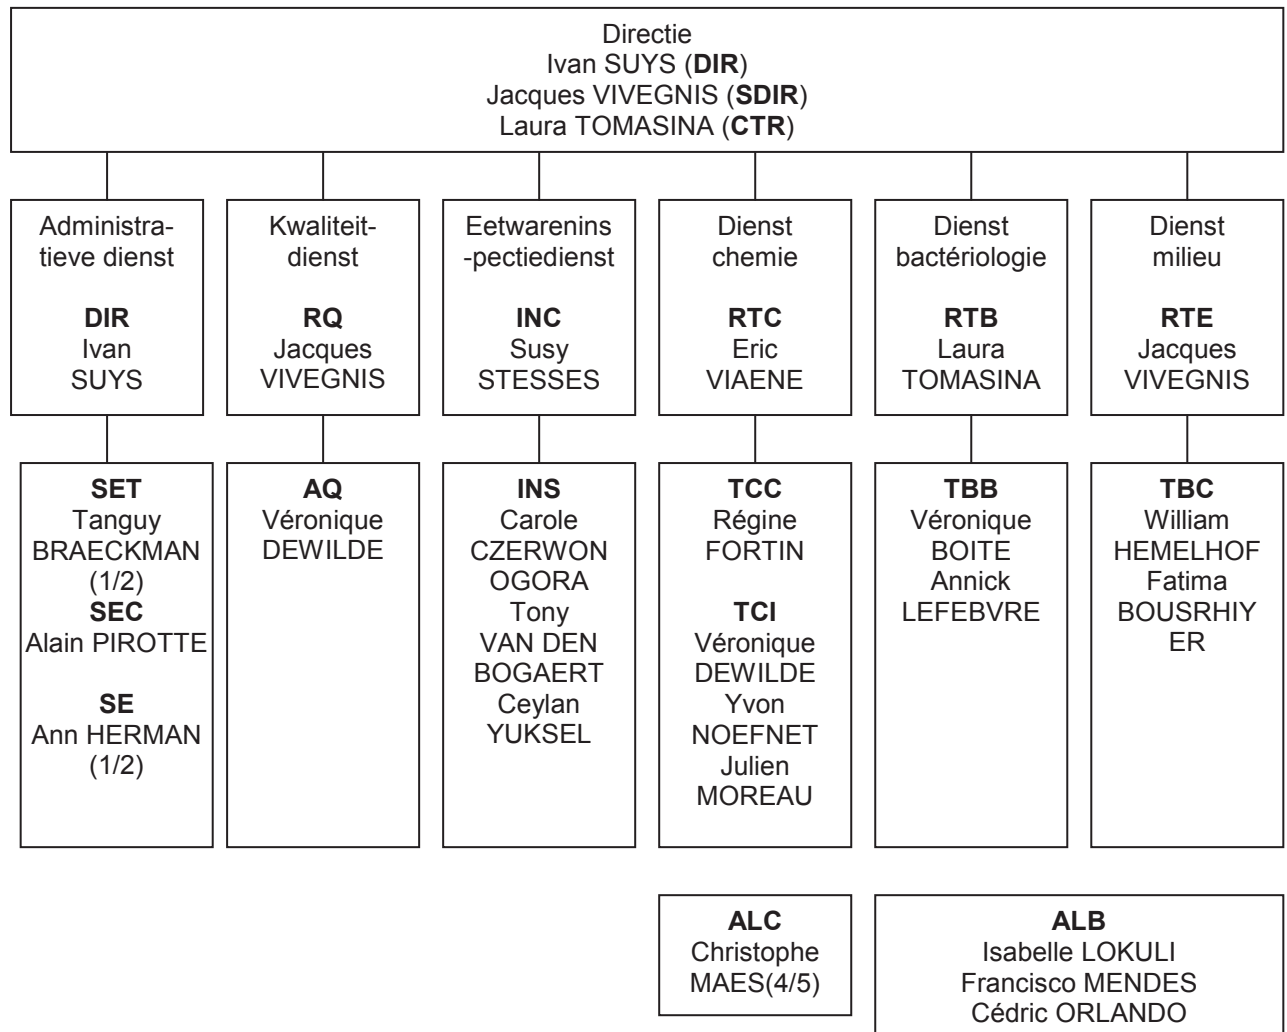 Directie
Ivan SUYS (DIR)
Jacques VIVEGNIS (SDIR)
Laura TOMASINA (CTR)
Administra-
tieve dienst
DIR
Ivan
SUYS
Kwaliteit-
dienst
RQ
Jacques
VIVEGNIS
Eetwarenins
-pectiedienst
INC
Susy
STESSES
Dienst
chemie
RTC
Eric
VIAENE
Dienst
bactériologie
RTB
Laura
TOMASINA
Dienst
milieu
RTE
Jacques
VIVEGNIS
SET
Tanguy
BRAECKMAN
(1/2)
SEC
Alain PIROTTE
SE
Ann HERMAN
(1/2)
AQ
Véronique
DEWILDE
INS
Carole
CZERWON
OGORA
Tony
VAN DEN
BOGAERT
Ceylan
YUKSEL
TCC
Régine
FORTIN
TCI
Véronique
DEWILDE
Yvon
NOEFNET
Julien
MOREAU
TBB
Véronique
BOITE
Annick
LEFEBVRE
TBC
William
HEMELHOF
Fatima
BOUSRHIY
ER
ALC
Christophe
MAES(4/5)
ALB
Isabelle LOKULI
Francisco MENDES
Cédric ORLANDO